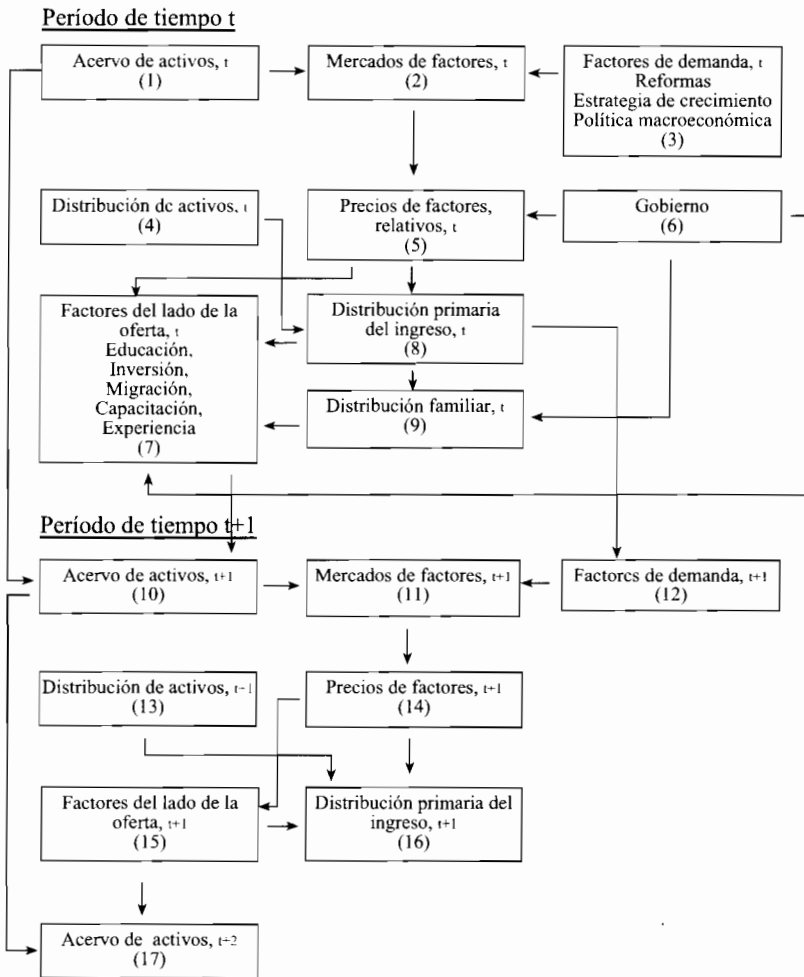 Período de tiempo t
Acervo de activos, t
(1)
Mercados de factores, t
(2)
Factores de demanda, t
Reformas
Estrategia de crecimiento
Política macroeconómica
(3)
Distribución de activos, t
(4)
Precios de factores,
relativos, t
(5)
Gobierno
(6)
Factores del lado de la
oferta, t
Educación,
Inversión,
Migración,
Capacitación,
Experiencia
(7)
Distribución primaria
del ingreso, t
(8)
Distribución familiar, t
(9)
Período de tiempo t+1
Acervo de activos, t+1
(10)
Mercados de factores, t+1
(11)
Factores de demanda, t+1
(12)
Distribución de activos, t+1
(13)
Precios de factores, t+1
(14)
Factores del lado de la
oferta, t+1
(15)
Distribución primaria del
ingreso, t+1
(16)
Acervo de activos, t+2
(17)